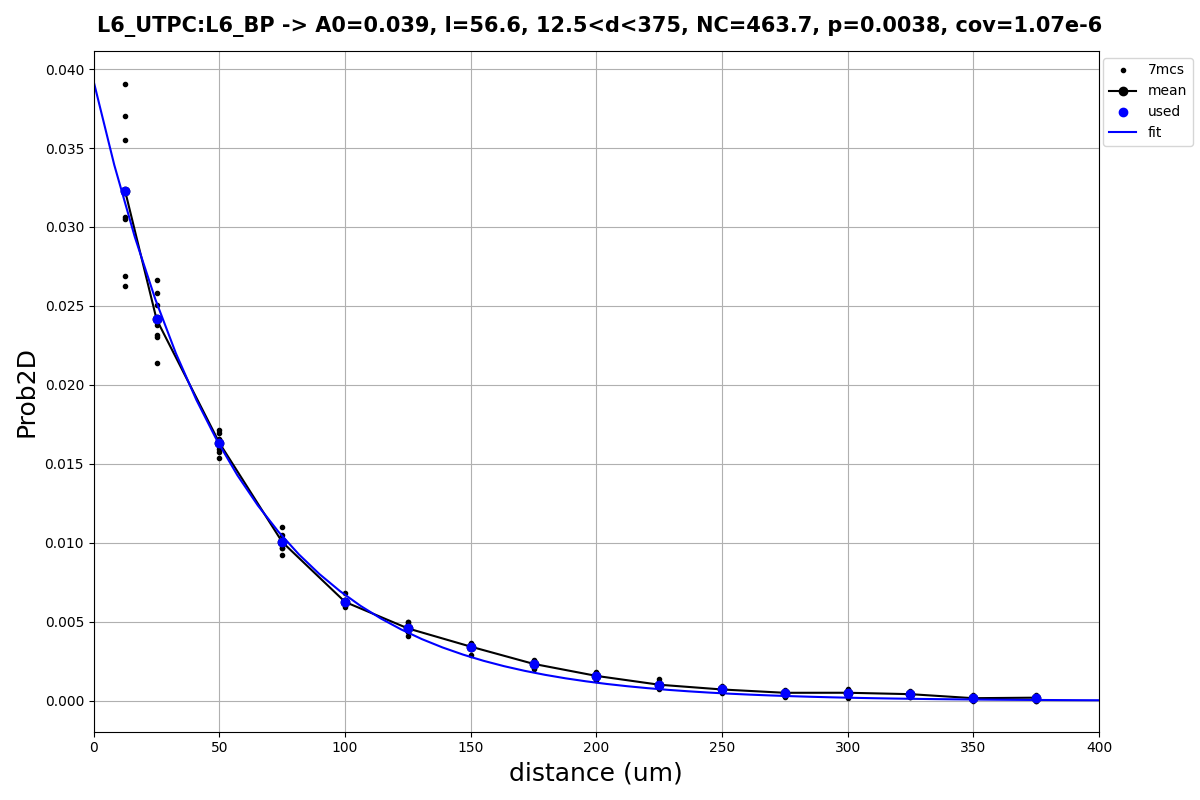 L6_UTPC:L6_BP -> A0=0.039, l=56.6, 12.5<d<375, NC=463.7, p=0.0038, cov=1.07e-6
7mcs
mean
used
fit
Prob2D
0.040
0.035
0.030
0.025
0.020
0.015
0.010
0.005
0.000
0 50 100 150 200 250 300 350 400
distance (um)